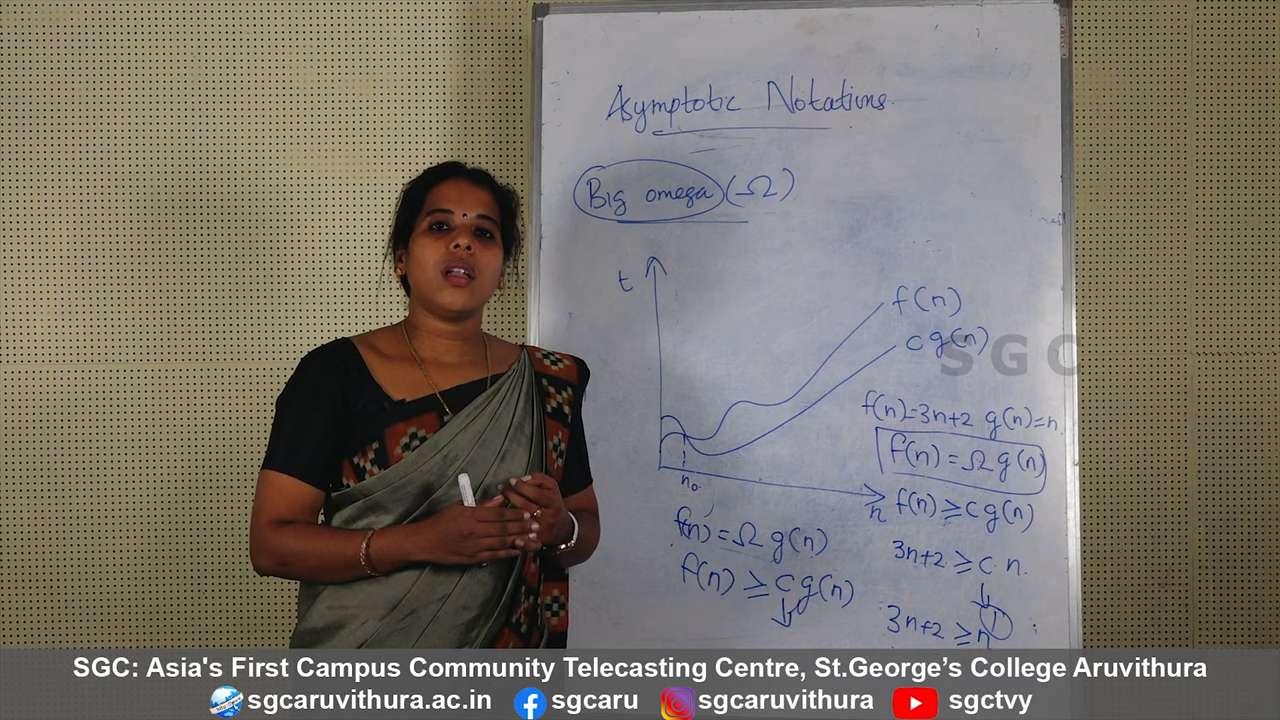 Asymptotic Notations.
Big omega (Ω)
t
f(n)
c g(n)
SGC
n₀
n
f(n)=3n+2 g(n)=n.
f(n)=Ω g(n)
f(n) ≥ c g(n)
3n+2 ≥ c. n.
1
3n+2 ≥ n
f(n) = Ω g(n)
f(n) ≥ c g(n)
SGC: Asia's First Campus Community Telecasting Centre, St.George’s College Aruvithura
sgcaruvithura.ac.in sgcaru sgcaruvithura sgctvy